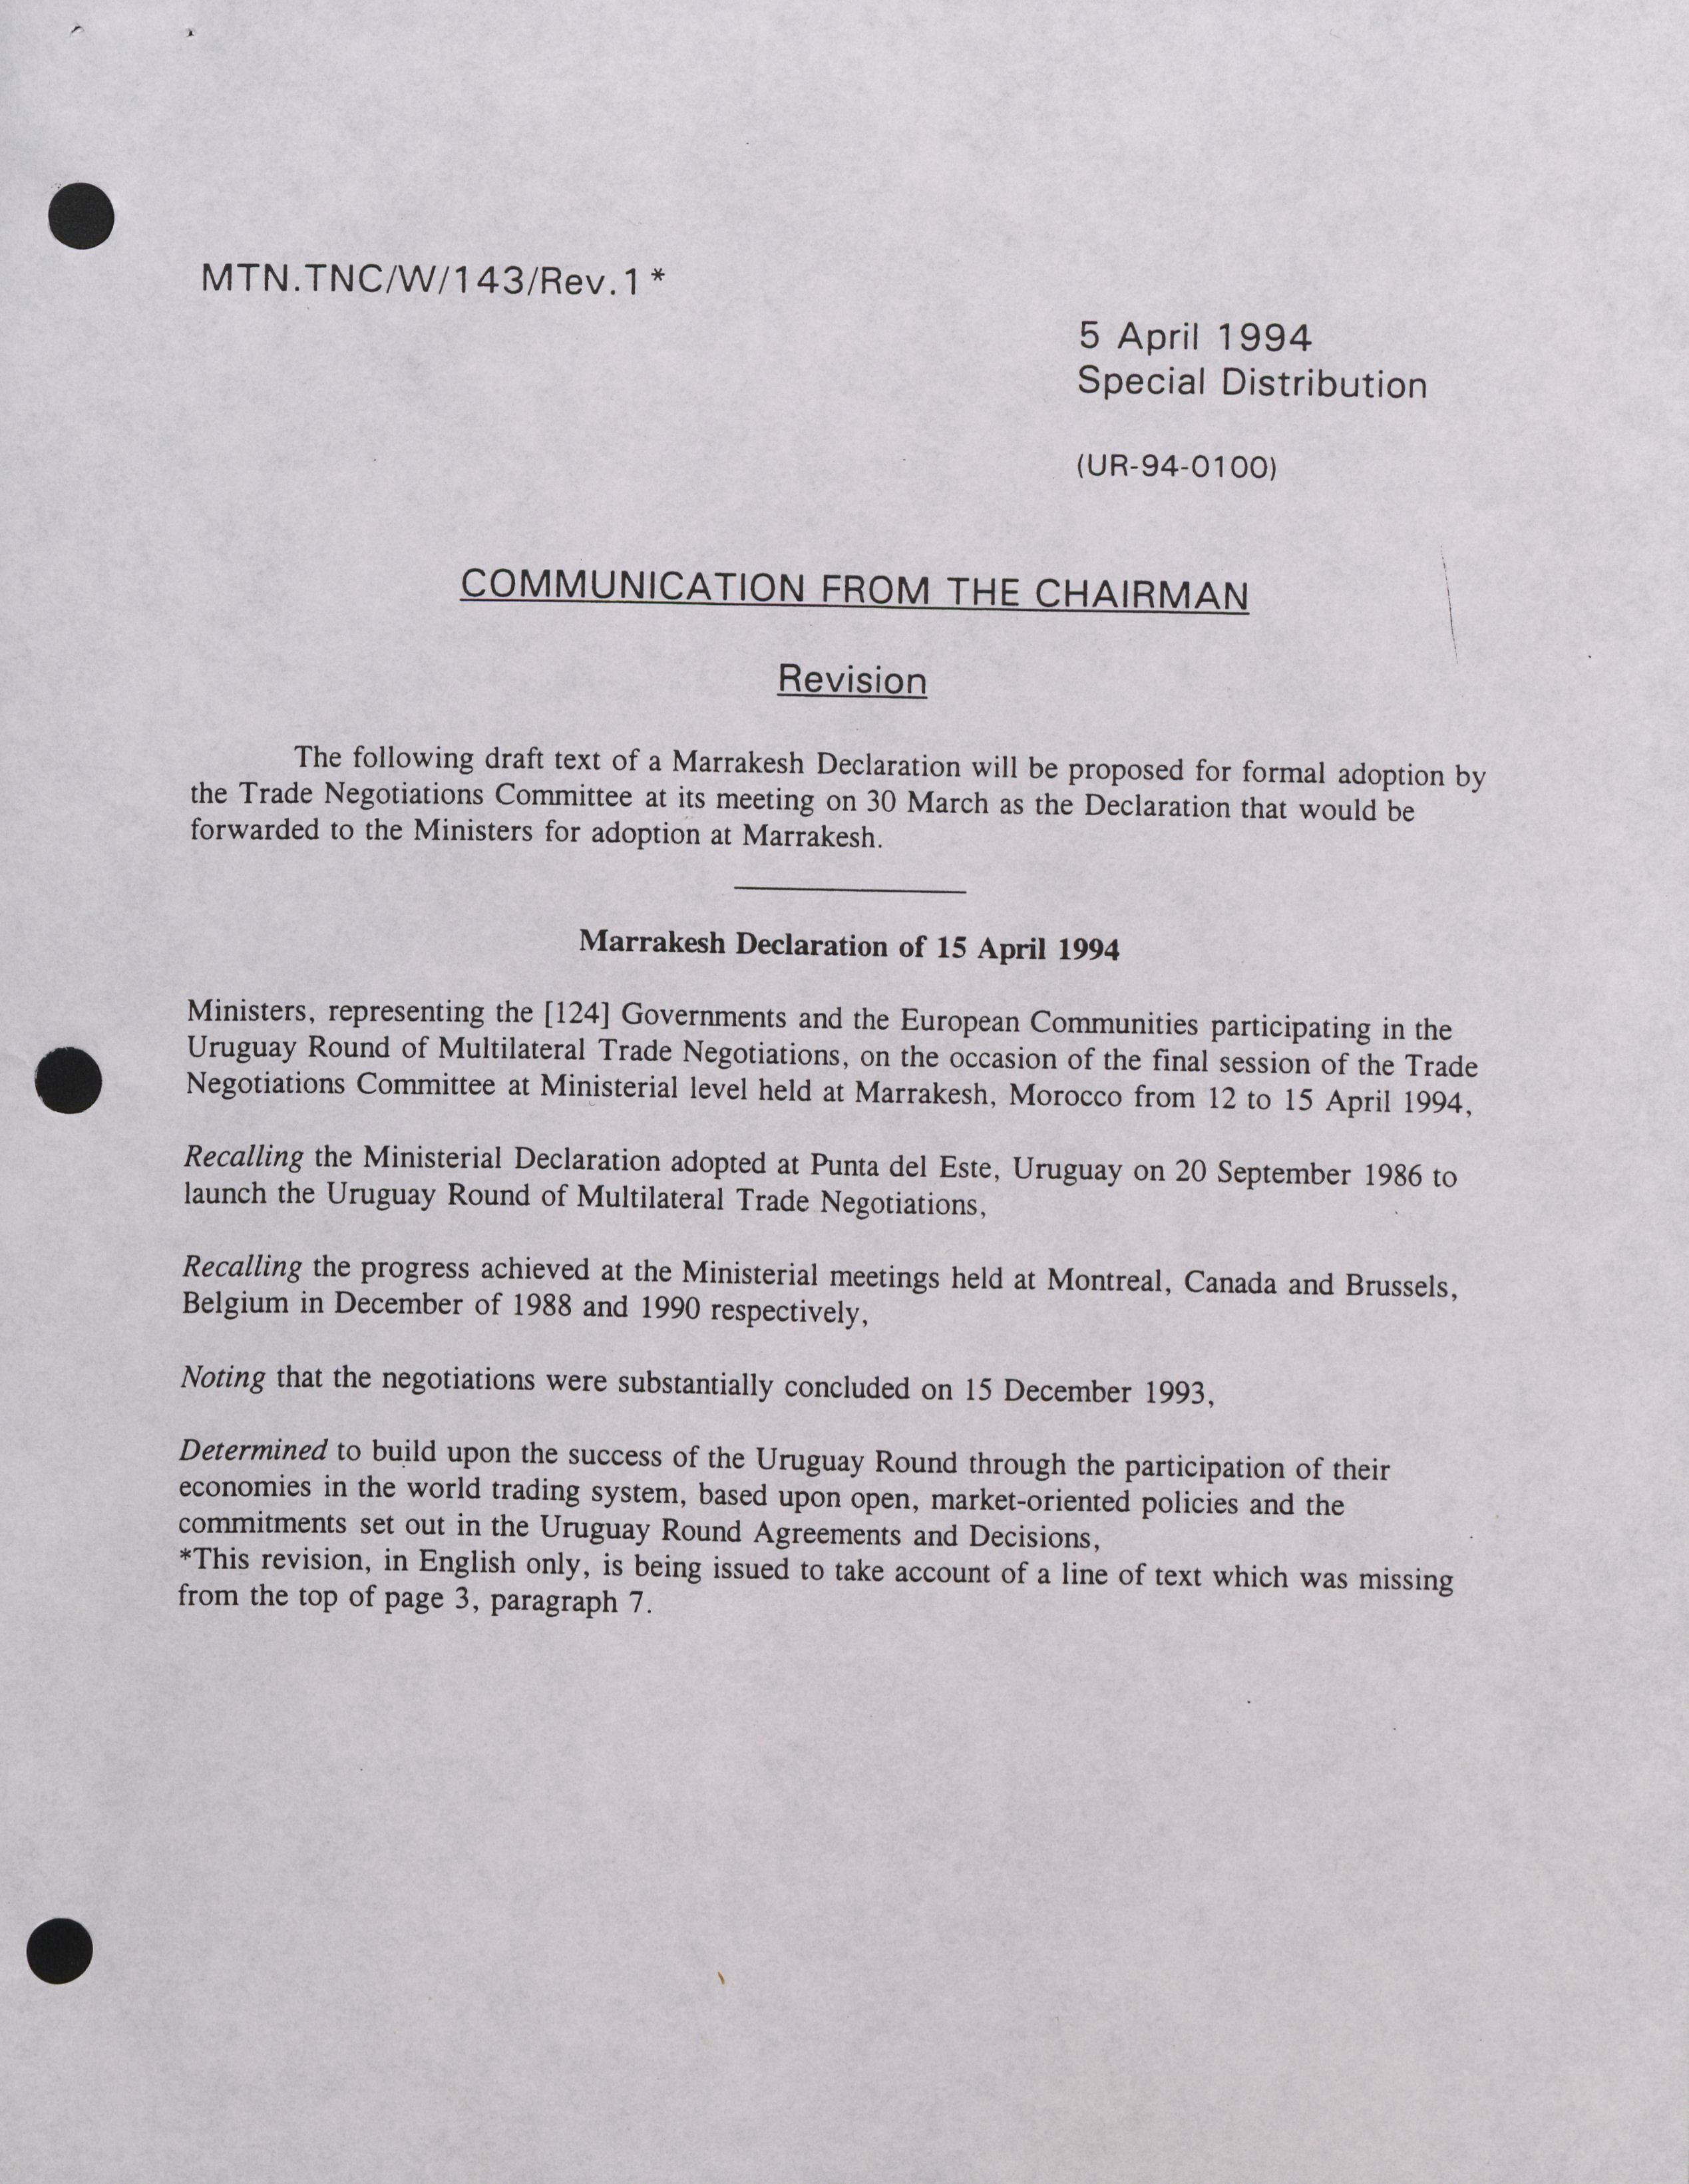 MTN.TNC/W/143/Rev.1*
5 April 1994
Special Distribution
(UR-94-0100)
COMMUNICATION FROM THE CHAIRMAN
Revision
The following draft text of a Marrakesh Declaration will be proposed for formal adoption by
the Trade Negotiations Committee at its meeting on 30 March as the Declaration that would be
forwarded to the Ministers for adoption at Marrakesh.
Marrakesh Declaration of 15 April 1994
Ministers, representing the [124] Governments and the European Communities participating in the
Uruguay Round of Multilateral Trade Negotiations, on the occasion of the final session of the Trade
Negotiations Committee at Ministerial level held at Marrakesh, Morocco from 12 to 15 April 1994,
Recalling the Ministerial Declaration adopted at Punta del Este, Uruguay on 20 September 1986 to
launch the Uruguay Round of Multilateral Trade Negotiations,
Recalling the progress achieved at the Ministerial meetings held at Montreal, Canada and Brussels,
Belgium in December of 1988 and 1990 respectively,
Noting that the negotiations were substantially concluded on 15 December 1993,
Determined to build upon the success of the Uruguay Round through the participation of their
economies in the world trading system, based upon open, market-oriented policies and the
commitments set out in the Uruguay Round Agreements and Decisions,
*This revision, in English only, is being issued to take account of a line of text which was missing
from the top of page 3, paragraph 7.